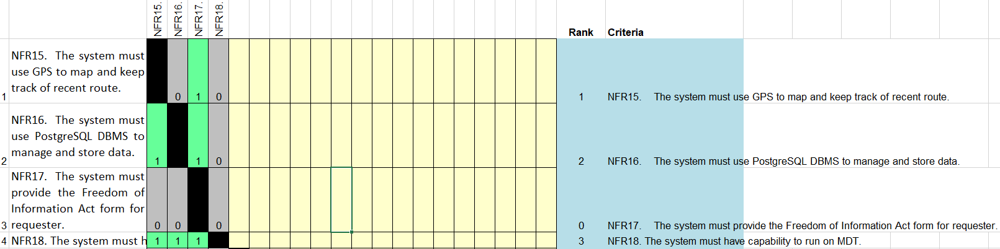 NFR15. NFR16. NFR17. NFR18. Rank Criteria
NFR15. The system must
use GPS to map and keep
track of recent route.
1 0 1 0 1 NFR15. The system must use GPS to map and keep track of recent route.
NFR16. The system must
use PostgreSQL DBMS to
manage and store data.
2 1 1 0 2 NFR16. The system must use PostgreSQL DBMS to manage and store data.
NFR17. The system must
provide the Freedom of
Information Act form for
3 requester. 0 0 0 0 NFR17. The system must provide the Freedom of Information Act form for requester.
4 NFR18. The system must h 1 1 1 3 NFR18. The system must have capability to run on MDT.